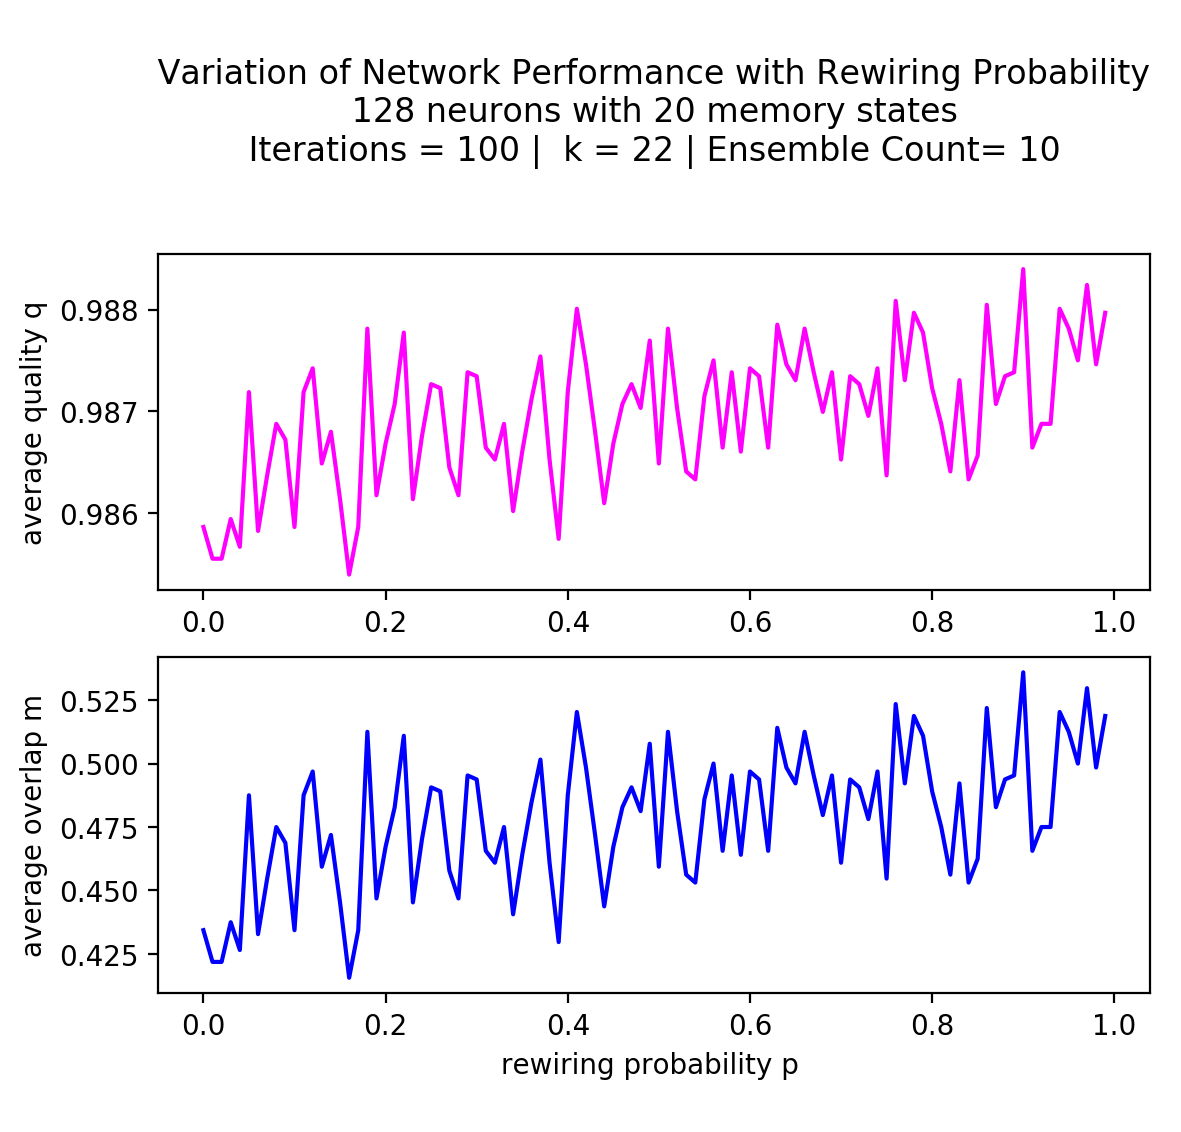 Variation of Network Performance with Rewiring Probability
128 neurons with 20 memory states
Iterations = 100 |  k = 22 | Ensemble Count= 10
average quality q
0.988
0.987
0.986
0.0 0.2 0.4 0.6 0.8 1.0
average overlap m
0.525
0.500
0.475
0.450
0.425
0.0 0.2 0.4 0.6 0.8 1.0
rewiring probability p